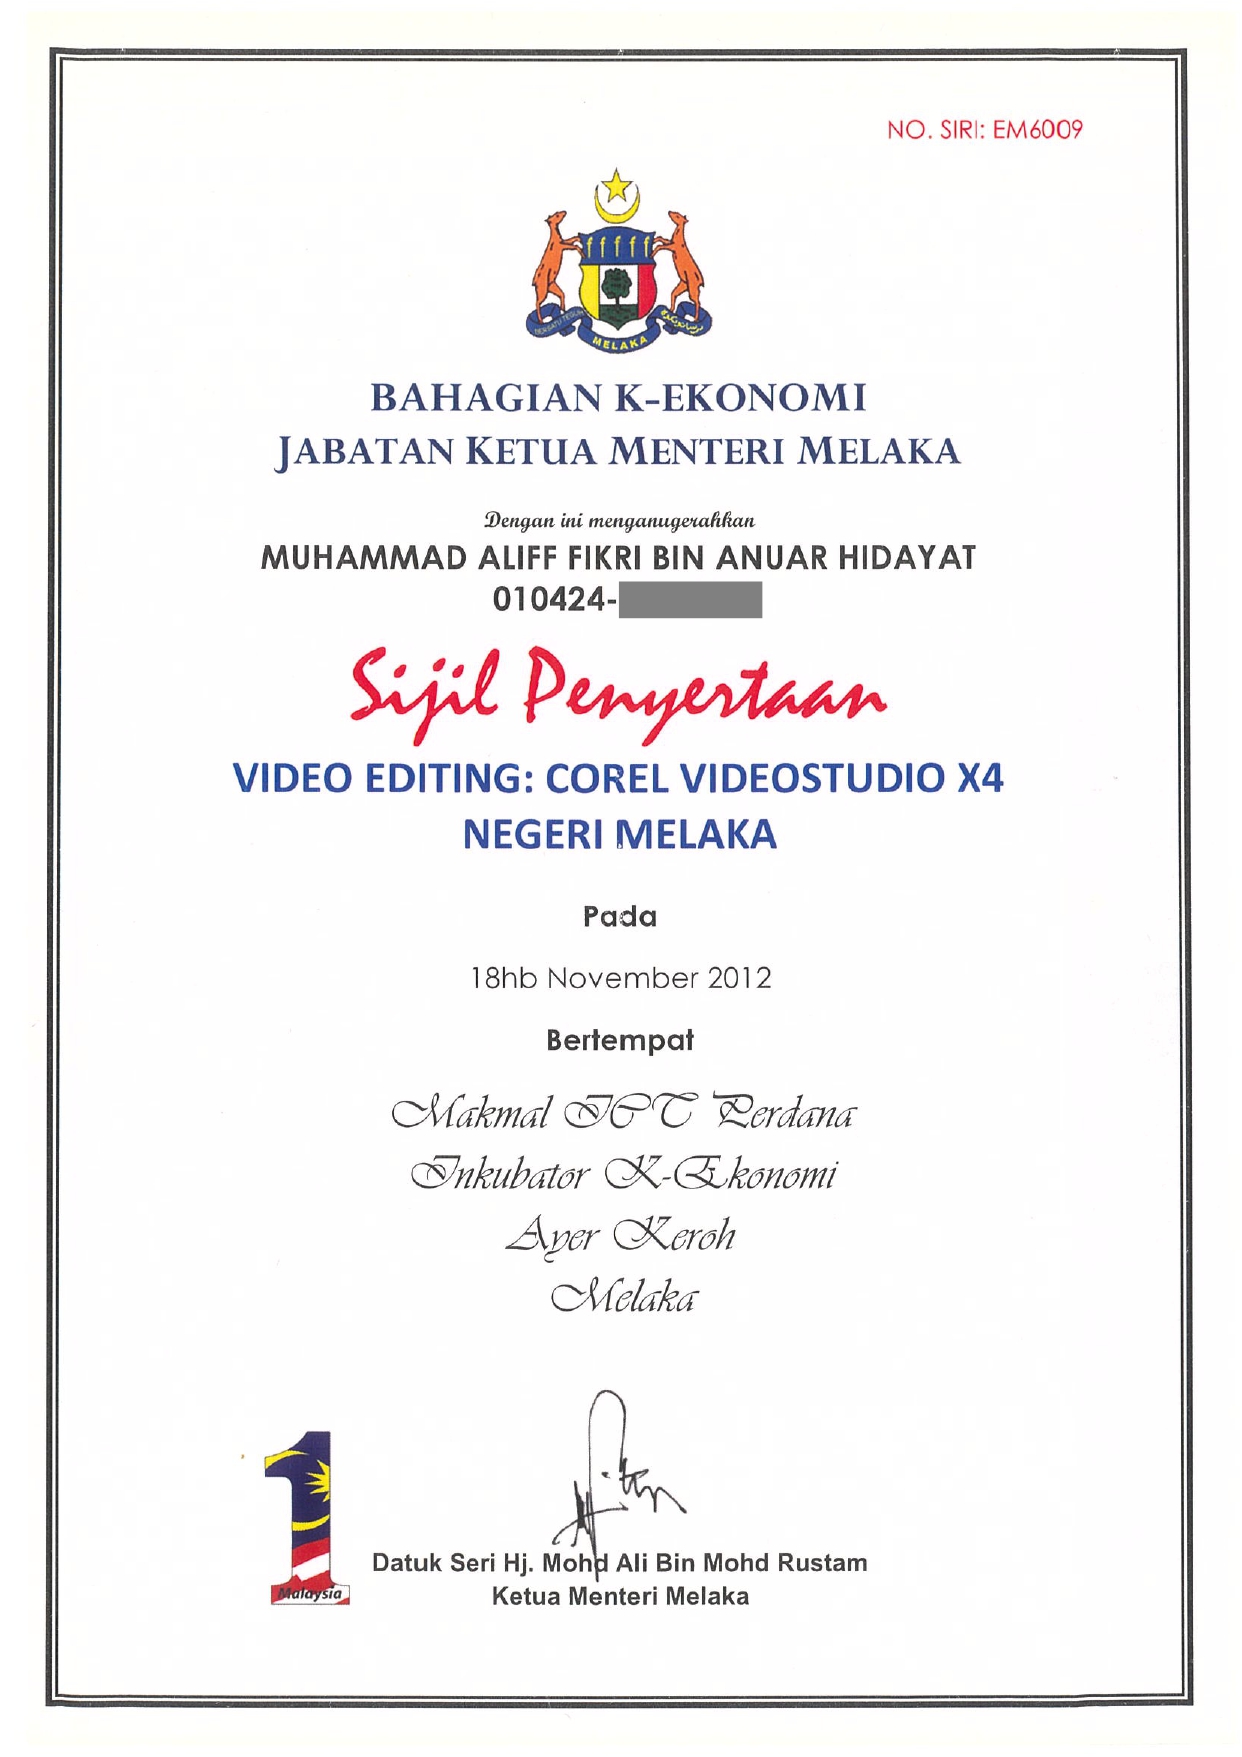 NO. SIRI: EM6009
BERSATU TEGUH
MELAKA
BAHAGIAN K-EKONOMI
JABATAN KETUA MENTERI MELAKA
Dengan ini menganugerahkan
MUHAMMAD ALIFF FIKRI BIN ANUAR HIDAYAT
010424-
Sijil Penyertaan
VIDEO EDITING: COREL VIDEOSTUDIO X4
NEGERI MELAKA
Pada
18hb November 2012
Bertempat
Makmal ICT Perdana
Inkubator K-Ekonomi
Ayer Keroh
Melaka
Malaysia
Datuk Seri Hj. Mohd Ali Bin Mohd Rustam
Ketua Menteri Melaka